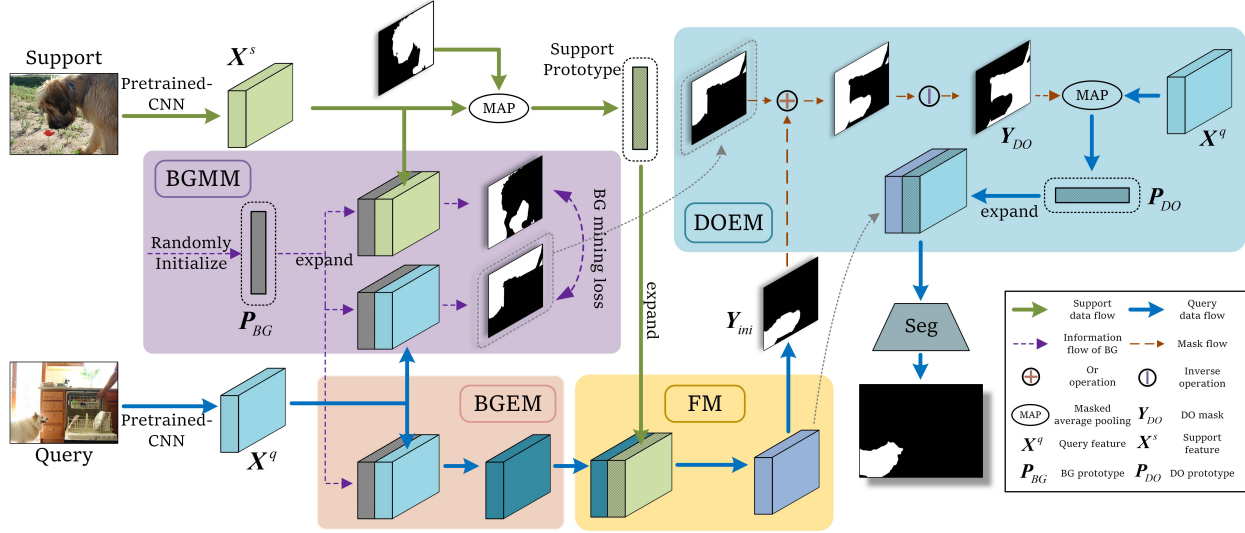 Support
Pretrained-
CNN
X^s
MAP
Support
Prototype
BGMM
Randomly
Initialize
P_BG
expand
BG mining loss
expand
Query
Pretrained-
CNN
X^q
BGEM
FM
Y_ini
DOEM
Y_DO
MAP
X^q
P_DO
expand
Seg
Support
data flow
Query
data flow
Information
flow of BG
Mask flow
Or
operation
Inverse
operation
MAP
Masked
average pooling
Y_DO
DO mask
X^q
Query feature
X^s
Support
feature
P_BG
BG prototype
P_DO
DO prototype